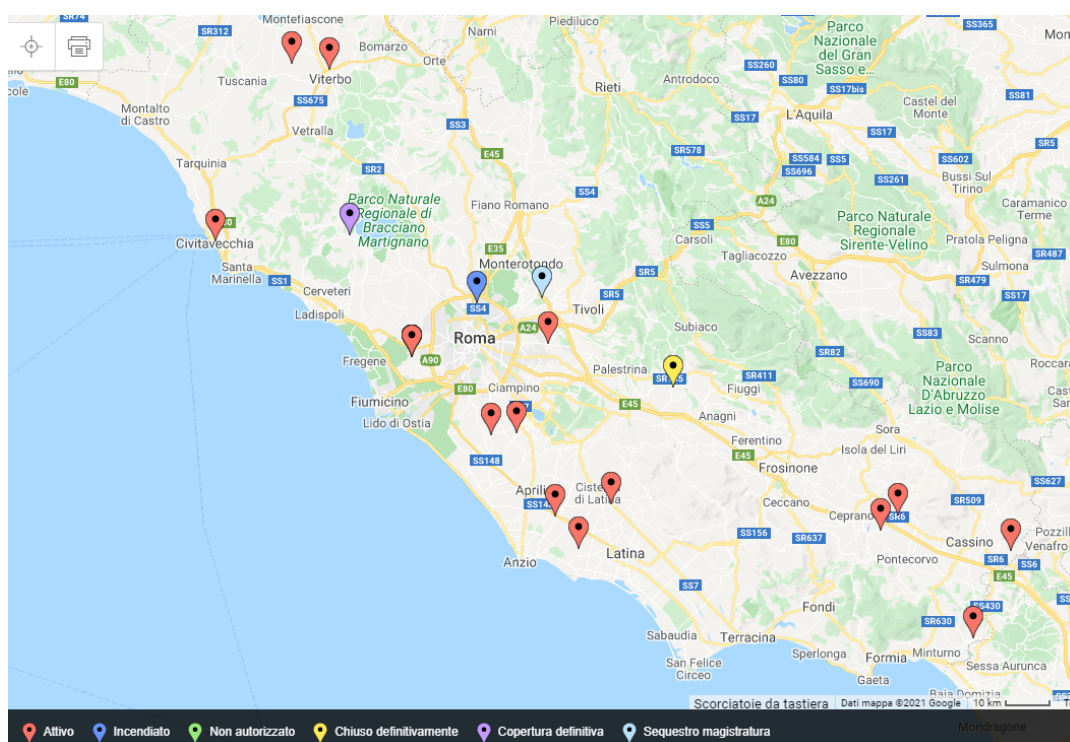 SR74
Montefiascone
Narni
Piediluco
SS365
SR312
Bomarzo
Orte
Parco
Nazionale
del Gran
Sasso e...
SS260
SS80
E80
Tuscania
Viterbo
Rieti
Antrodoco
SS17bis
SS81
SS675
Montalto
di Castro
SS3
Castel del
Monte
SS17
L'Aquila
Vetralla
SS17
SR5
E45
SR578
SS584
SS5
SS602
Tarquinia
SR2
SS696
SS261
Bussi Sul
Tirino
SS4
Parco Naturale
Regionale di
Bracciano
Martignano
Fiano Romano
A24
Caramanico
Terme
Parco Naturale
Regionale
Sirente-Velino
SS5
Carsoli
E80
Pratola Peligna
Civitavecchia
E35
Tagliacozzo
SR487
Santa
Marinella
SS1
Monterotondo
SR5
Avezzano
Sulmona
SR479
Cerveteri
SR5
SS17
Ladispoli
SS4
Tivoli
Roma
A24
Subiaco
SS83
Scanno
Fregene
A90
SR82
Palestrina
SR411
Parco
Nazionale
D'Abruzzo
Lazio e Molise
E80
Ciampino
Fiuggi
SS690
Fiumicino
E45
Anagni
Lido di Ostia
Sora
Ferentino
Isola del Liri
SS148
E45
Frosinone
SS627
Ceccano
SR509
Ceprano
SR6
SS156
SR637
Cassino
Venafro
Latina
Pontecorvo
SR6
SS6
Anzio
E45
SS7
Fondi
SS430
SR630
Sabaudia
Terracina
Sperlonga
Formia
Minturno
San Felice
Circeo
Gaeta
Sessa Aurunca
Baia Domizia
Scorciatoie da tastiera
Dati mappa ©2021 Google
10 km
Attivo
Incendiato
Non autorizzato
Chiuso definitivamente
Copertura definitiva
Sequestro magistratura
Mondragone